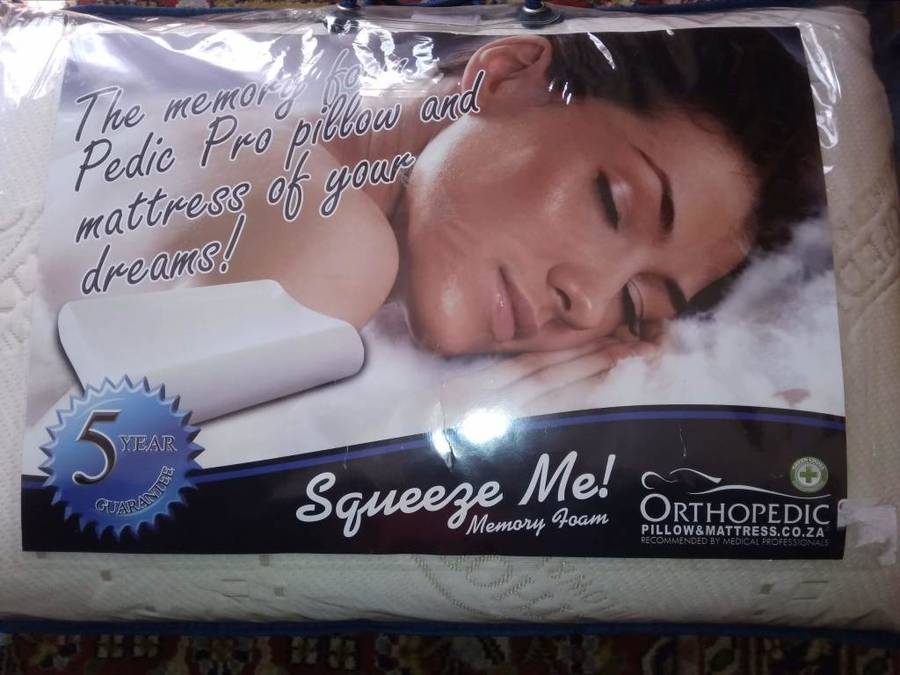 The memory foam
Pedic Pro pillow and
mattress of your
dreams!
5 YEAR
GUARANTEE
Squeeze Me!
Memory Foam
ORTHOPEDIC
PILLOW&MATTRESS.CO.ZA
RECOMMENDED BY MEDICAL PROFESSIONALS